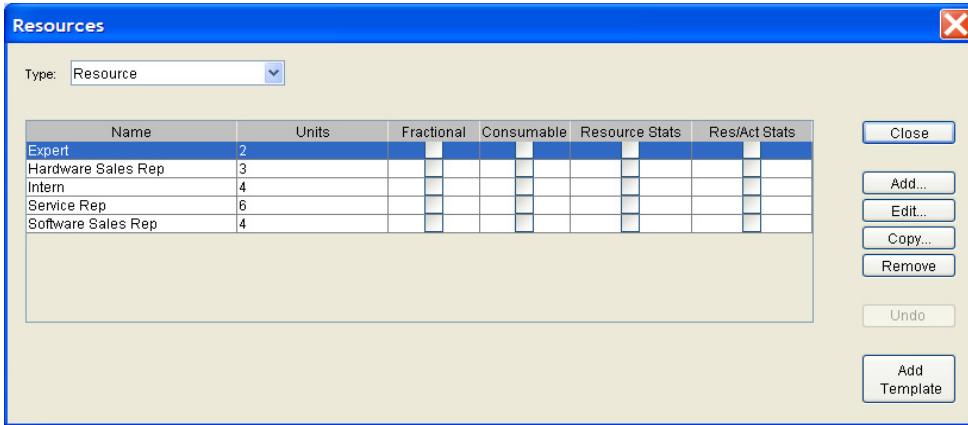 Resources
Type: Resource
Name Units Fractional Consumable Resource Stats Res/Act Stats
Expert 2
Hardware Sales Rep 3
Intern 4
Service Rep 6
Software Sales Rep 4
Close
Add...
Edit...
Copy...
Remove
Undo
Add
Template